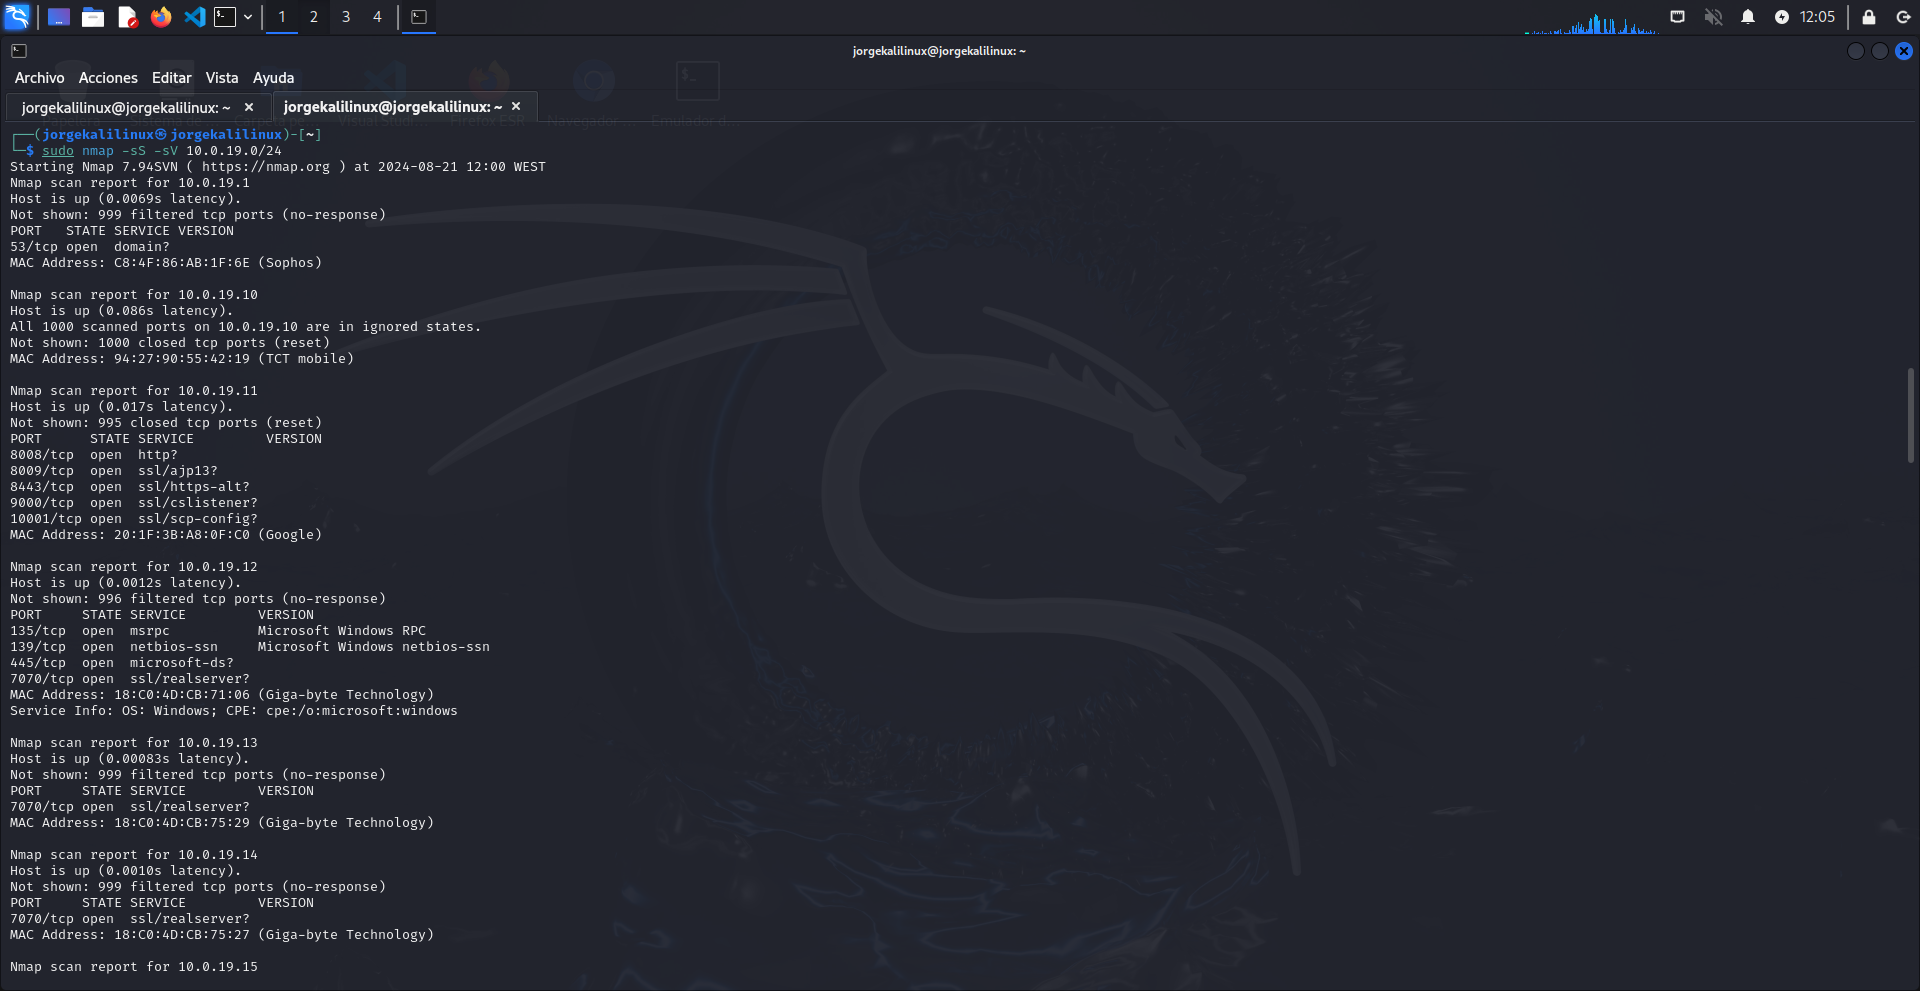 1 2 3 4
12:05
jorgekalilinux@jorgekalilinux: ~
Archivo Acciones Editar Vista Ayuda
jorgekalilinux@jorgekalilinux: ~ ✕ jorgekalilinux@jorgekalilinux: ~ ✕
┌──(jorgekalilinux㉿jorgekalilinux)-[~]
└─$ sudo nmap -sS -sV 10.0.19.0/24
Starting Nmap 7.94SVN ( https://nmap.org ) at 2024-08-21 12:00 WEST
Nmap scan report for 10.0.19.1
Host is up (0.0069s latency).
Not shown: 999 filtered tcp ports (no-response)
PORT   STATE SERVICE VERSION
53/tcp open  domain?
MAC Address: C8:4F:86:AB:1F:6E (Sophos)

Nmap scan report for 10.0.19.10
Host is up (0.086s latency).
All 1000 scanned ports on 10.0.19.10 are in ignored states.
Not shown: 1000 closed tcp ports (reset)
MAC Address: 94:27:90:55:42:19 (TCT mobile)

Nmap scan report for 10.0.19.11
Host is up (0.017s latency).
Not shown: 995 closed tcp ports (reset)
PORT      STATE SERVICE         VERSION
8008/tcp  open  http?
8009/tcp  open  ssl/ajp13?
8443/tcp  open  ssl/https-alt?
9000/tcp  open  ssl/cslistener?
10001/tcp open  ssl/scp-config?
MAC Address: 20:1F:3B:A8:0F:C0 (Google)

Nmap scan report for 10.0.19.12
Host is up (0.0012s latency).
Not shown: 996 filtered tcp ports (no-response)
PORT     STATE SERVICE         VERSION
135/tcp  open  msrpc           Microsoft Windows RPC
139/tcp  open  netbios-ssn     Microsoft Windows netbios-ssn
445/tcp  open  microsoft-ds?
7070/tcp open  ssl/realserver?
MAC Address: 18:C0:4D:CB:71:06 (Giga-byte Technology)
Service Info: OS: Windows; CPE: cpe:/o:microsoft:windows

Nmap scan report for 10.0.19.13
Host is up (0.00083s latency).
Not shown: 999 filtered tcp ports (no-response)
PORT     STATE SERVICE         VERSION
7070/tcp open  ssl/realserver?
MAC Address: 18:C0:4D:CB:75:29 (Giga-byte Technology)

Nmap scan report for 10.0.19.14
Host is up (0.0010s latency).
Not shown: 999 filtered tcp ports (no-response)
PORT     STATE SERVICE         VERSION
7070/tcp open  ssl/realserver?
MAC Address: 18:C0:4D:CB:75:27 (Giga-byte Technology)

Nmap scan report for 10.0.19.15